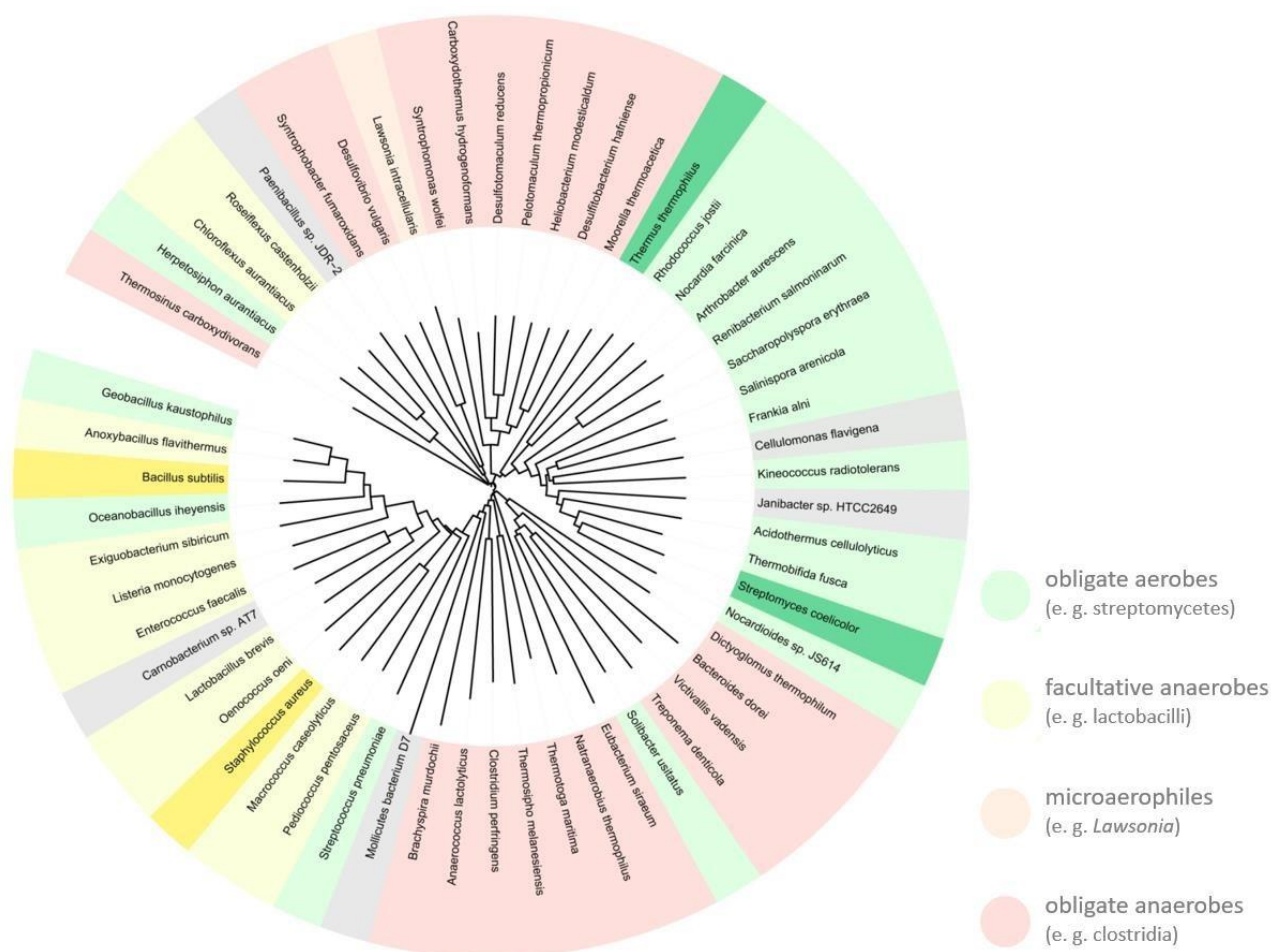 Thermosinus carboxydivorans
Herpetosiphon aurantiacus
Chloroflexus aurantiacus
Roseiflexus castenholzii
Paenibacillus sp. JDR-2
Syntrophobacter fumaroxidans
Desulfovibrio vulgaris
Lawsonia intracellularis
Syntrophomonas wolfei
Carboxydothermus hydrogenoformans
Desulfotomaculum reducens
Pelotomaculum thermopropionicum
Heliobacterium modesticaldum
Desulfitobacterium hafniense
Moorella thermoacetica
Thermus thermophilus
Rhodococcus jostii
Nocardia farcinica
Arthrobacter aurescens
Renibacterium salmoninarum
Saccharopolyspora erythraea
Salinispora arenicola
Frankia alni
Cellulomonas flavigena
Kineococcus radiotolerans
Janibacter sp. HTCC2649
Acidothermus cellulolyticus
Thermobifida fusca
Streptomyces coelicolor
Nocardioides sp. JS614
Dictyoglomus thermophilum
Bacteroides dorei
Victivallis vadensis
Treponema denticola
Solibacter usitatus
Eubacterium siraeum
Natranaerobius thermophilus
Thermotoga maritima
Thermosipho melanesiensis
Clostridium perfringens
Anaerococcus lactolyticus
Brachyspira murdochii
Mollicutes bacterium D7
Streptococcus pneumoniae
Pediococcus pentosaceus
Macrococcus caseolyticus
Staphylococcus aureus
Oenococcus oeni
Lactobacillus brevis
Carnobacterium sp. AT7
Enterococcus faecalis
Listeria monocytogenes
Exiguobacterium sibiricum
Oceanobacillus iheyensis
Bacillus subtilis
Anoxybacillus flavithermus
Geobacillus kaustophilus
obligate aerobes
(e. g. streptomycetes)
facultative anaerobes
(e. g. lactobacilli)
microaerophiles
(e. g. Lawsonia)
obligate anaerobes
(e. g. clostridia)